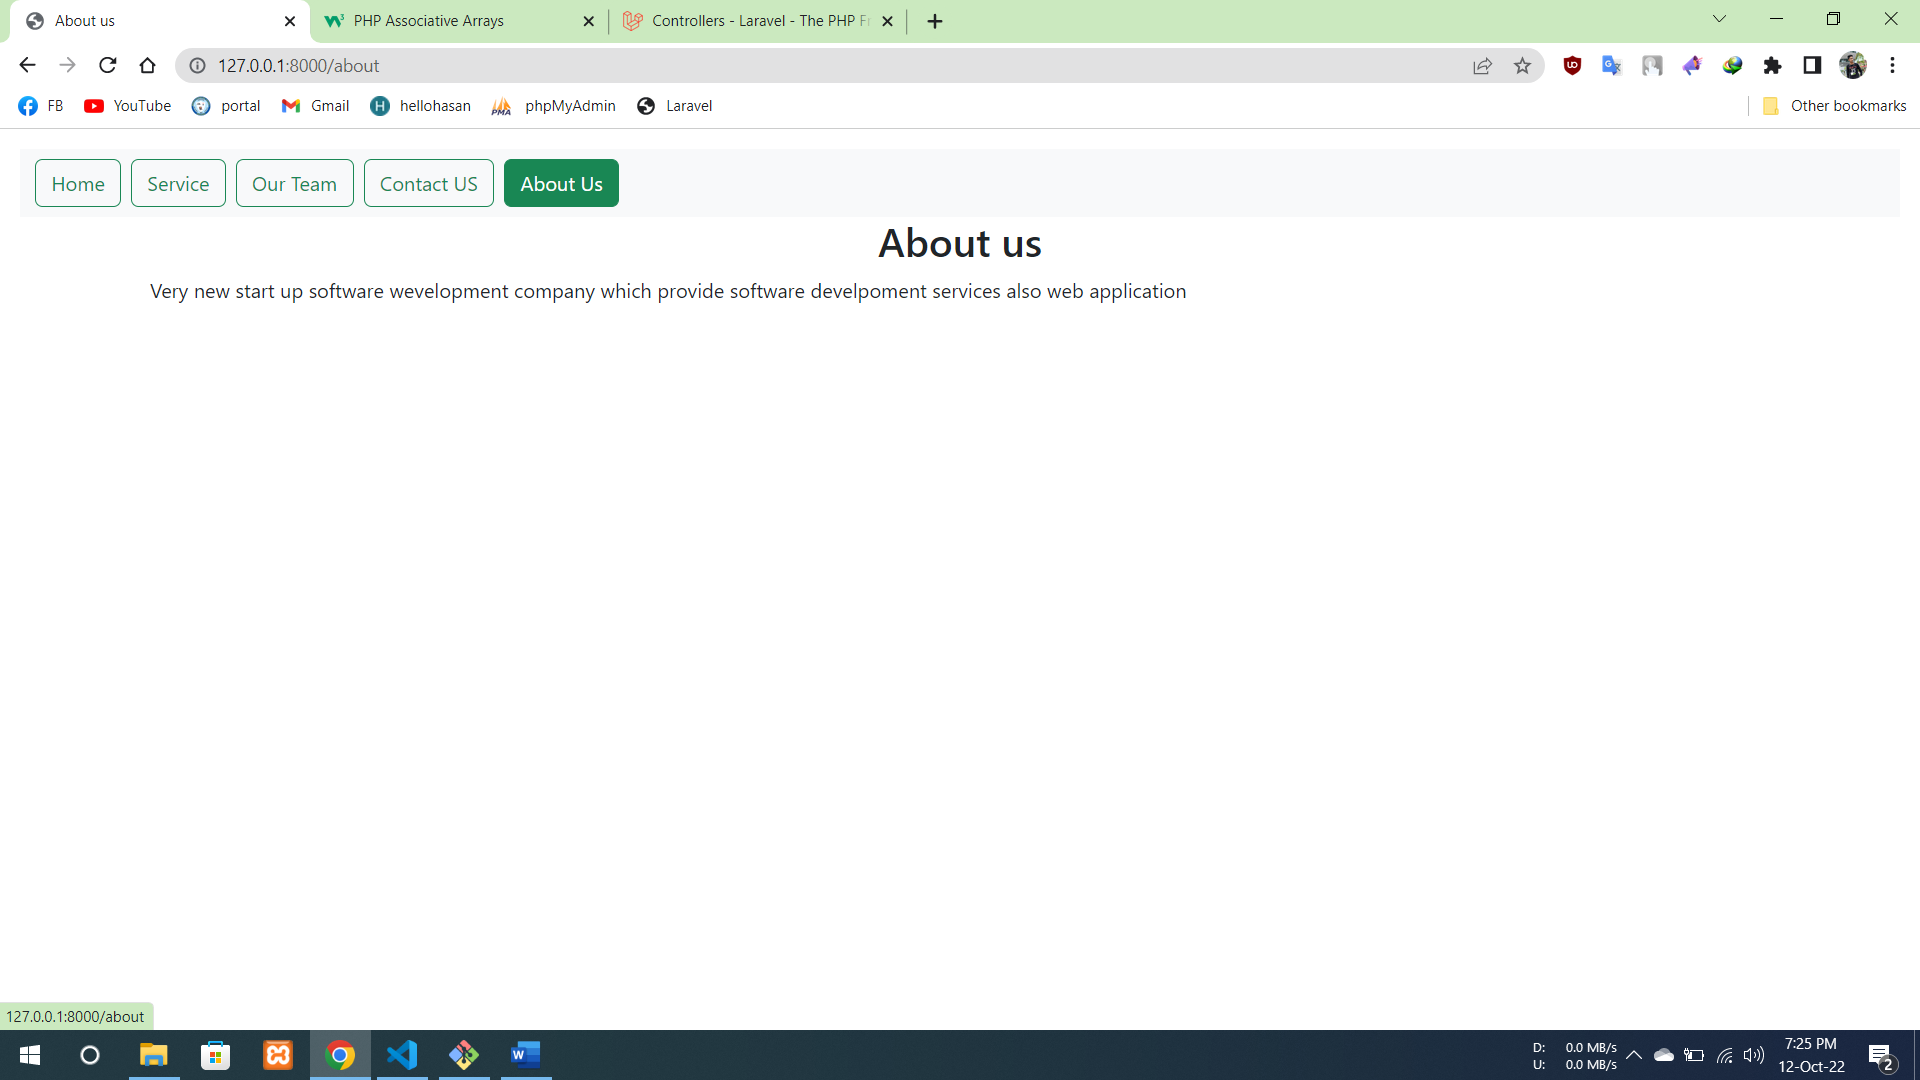 About us
PHP Associative Arrays
Controllers - Laravel - The PHP Fr
127.0.0.1:8000/about
FB
YouTube
portal
Gmail
H
hellohasan
PMA
phpMyAdmin
Laravel
Other bookmarks
Home
Service
Our Team
Contact US
About Us
About us
Very new start up software wevelopment company which provide software develpoment services also web application
127.0.0.1:8000/about
D: 0.0 MB/s
U: 0.0 MB/s
7:25 PM
12-Oct-22
2